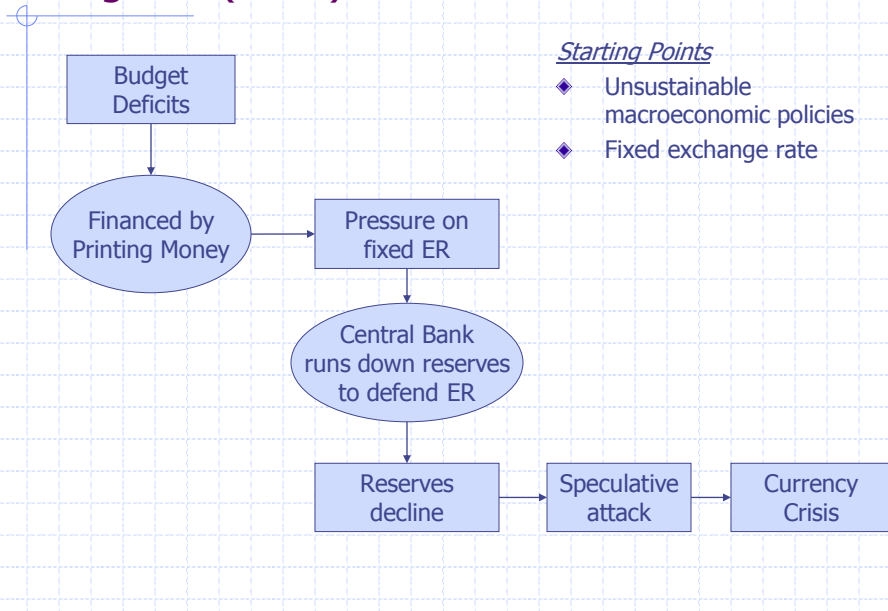 Starting Points
Unsustainable
macroeconomic policies
Fixed exchange rate
Budget
Deficits
Financed by
Printing Money
Pressure on
fixed ER
Central Bank
runs down reserves
to defend ER
Reserves
decline
Speculative
attack
Currency
Crisis